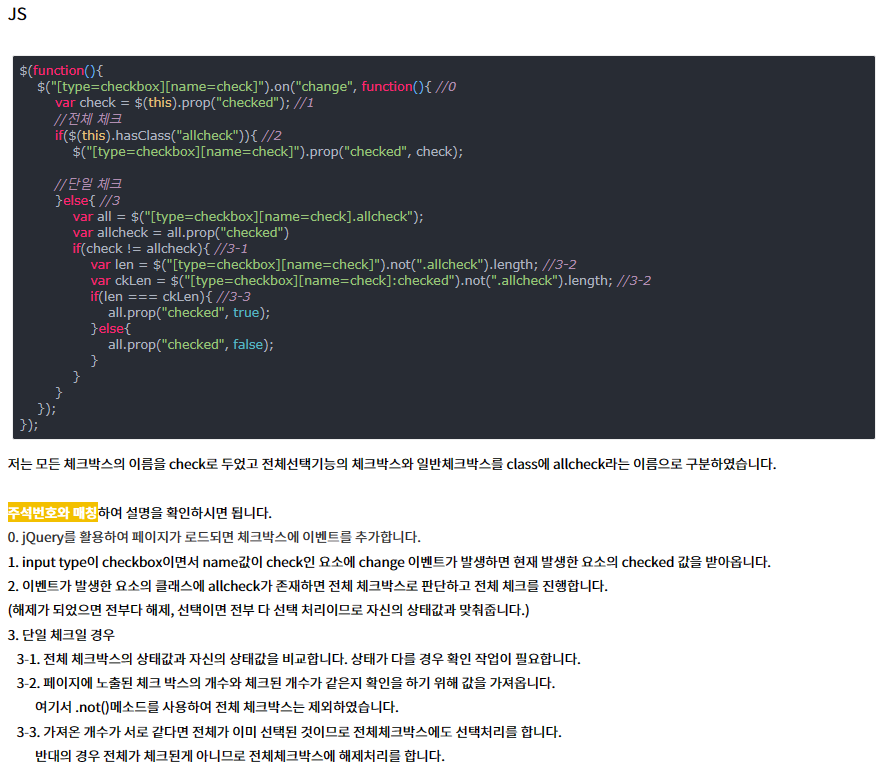 JS
$(function(){
$("[type=checkbox][name=check]").on("change", function(){ //0
var check = $(this).prop("checked"); //1
//전체 체크
if($(this).hasClass("allcheck")){ //2
$("[type=checkbox][name=check]").prop("checked", check);
//단일 체크
}else{ //3
var all = $("[type=checkbox][name=check].allcheck");
var allcheck = all.prop("checked")
if(check != allcheck){ //3-1
var len = $("[type=checkbox][name=check]").not(".allcheck").length; //3-2
var ckLen = $("[type=checkbox][name=check]:checked").not(".allcheck").length; //3-2
if(len === ckLen){ //3-3
all.prop("checked", true);
}else{
all.prop("checked", false);
}
}
}
});
});
저는 모든 체크박스의 이름을 check로 두었고 전체선택기능의 체크박스와 일반체크박스를 class에 allcheck라는 이름으로 구분하였습니다.
주석번호와 매칭하여 설명을 확인하시면 됩니다.
0. jQuery를 활용하여 페이지가 로드되면 체크박스에 이벤트를 추가합니다.
1. input type이 checkbox이면서 name값이 check인 요소에 change 이벤트가 발생하면 현재 발생한 요소의 checked 값을 받아옵니다.
2. 이벤트가 발생한 요소의 클래스에 allcheck가 존재하면 전체 체크박스로 판단하고 전체 체크를 진행합니다.
(해제가 되었으면 전부다 해제, 선택이면 전부 다 선택 처리이므로 자신의 상태값과 맞춰줍니다.)
3. 단일 체크일 경우
3-1. 전체 체크박스의 상태값과 자신의 상태값을 비교합니다. 상태가 다를 경우 확인 작업이 필요합니다.
3-2. 페이지에 노출된 체크 박스의 개수와 체크된 개수가 같은지 확인을 하기 위해 값을 가져옵니다.
여기서 .not()메소드를 사용하여 전체 체크박스는 제외하였습니다.
3-3. 가져온 개수가 서로 같다면 전체가 이미 선택된 것이므로 전체체크박스에도 선택처리를 합니다.
반대의 경우 전체가 체크된게 아니므로 전체체크박스에 해제처리를 합니다.